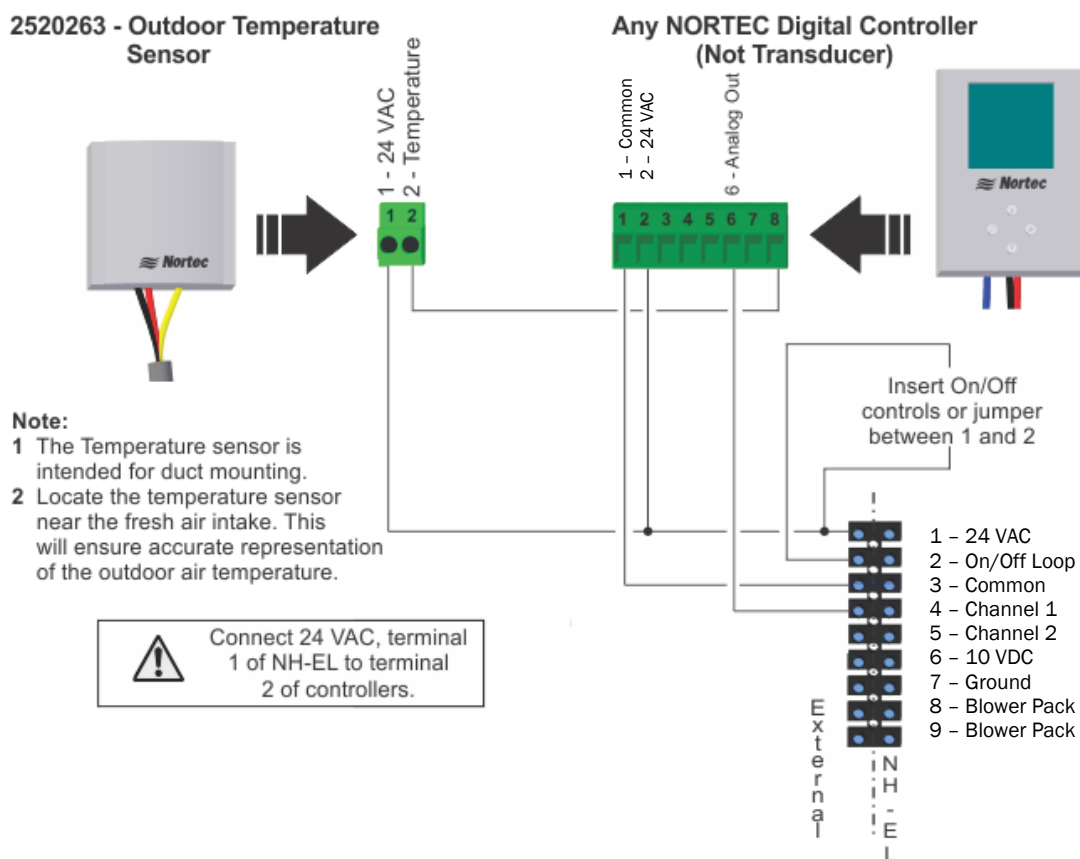 2520263 - Outdoor Temperature
Sensor
Any NORTEC Digital Controller
(Not Transducer)
1 - 24 VAC
2 - Temperature
1 – Common
2 – 24 VAC
6 - Analog Out
1 2
1 2 3 4 5 6 7 8
Nortec
Nortec
Insert On/Off
controls or jumper
between 1 and 2
Note:
1 The Temperature sensor is
intended for duct mounting.
2 Locate the temperature sensor
near the fresh air intake. This
will ensure accurate representation
of the outdoor air temperature.
Connect 24 VAC, terminal
1 of NH-EL to terminal
2 of controllers.
1 – 24 VAC
2 – On/Off Loop
3 – Common
4 – Channel 1
5 – Channel 2
6 – 10 VDC
7 – Ground
8 – Blower Pack
9 – Blower Pack
External
NH-EL